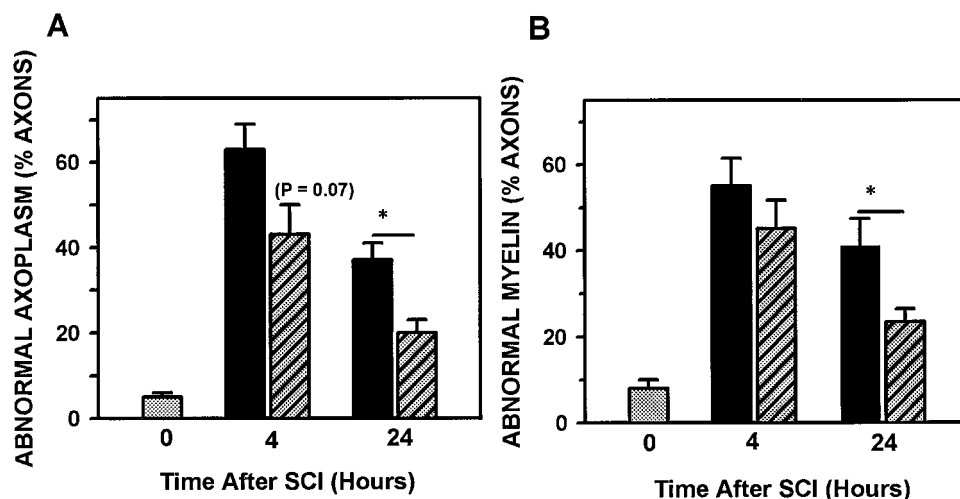 A
ABNORMAL AXOPLASM (% AXONS)
60
40
20
0
(P = 0.07)
*
0 4 24
Time After SCI (Hours)
B
ABNORMAL MYELIN (% AXONS)
60
40
20
0
*
0 4 24
Time After SCI (Hours)